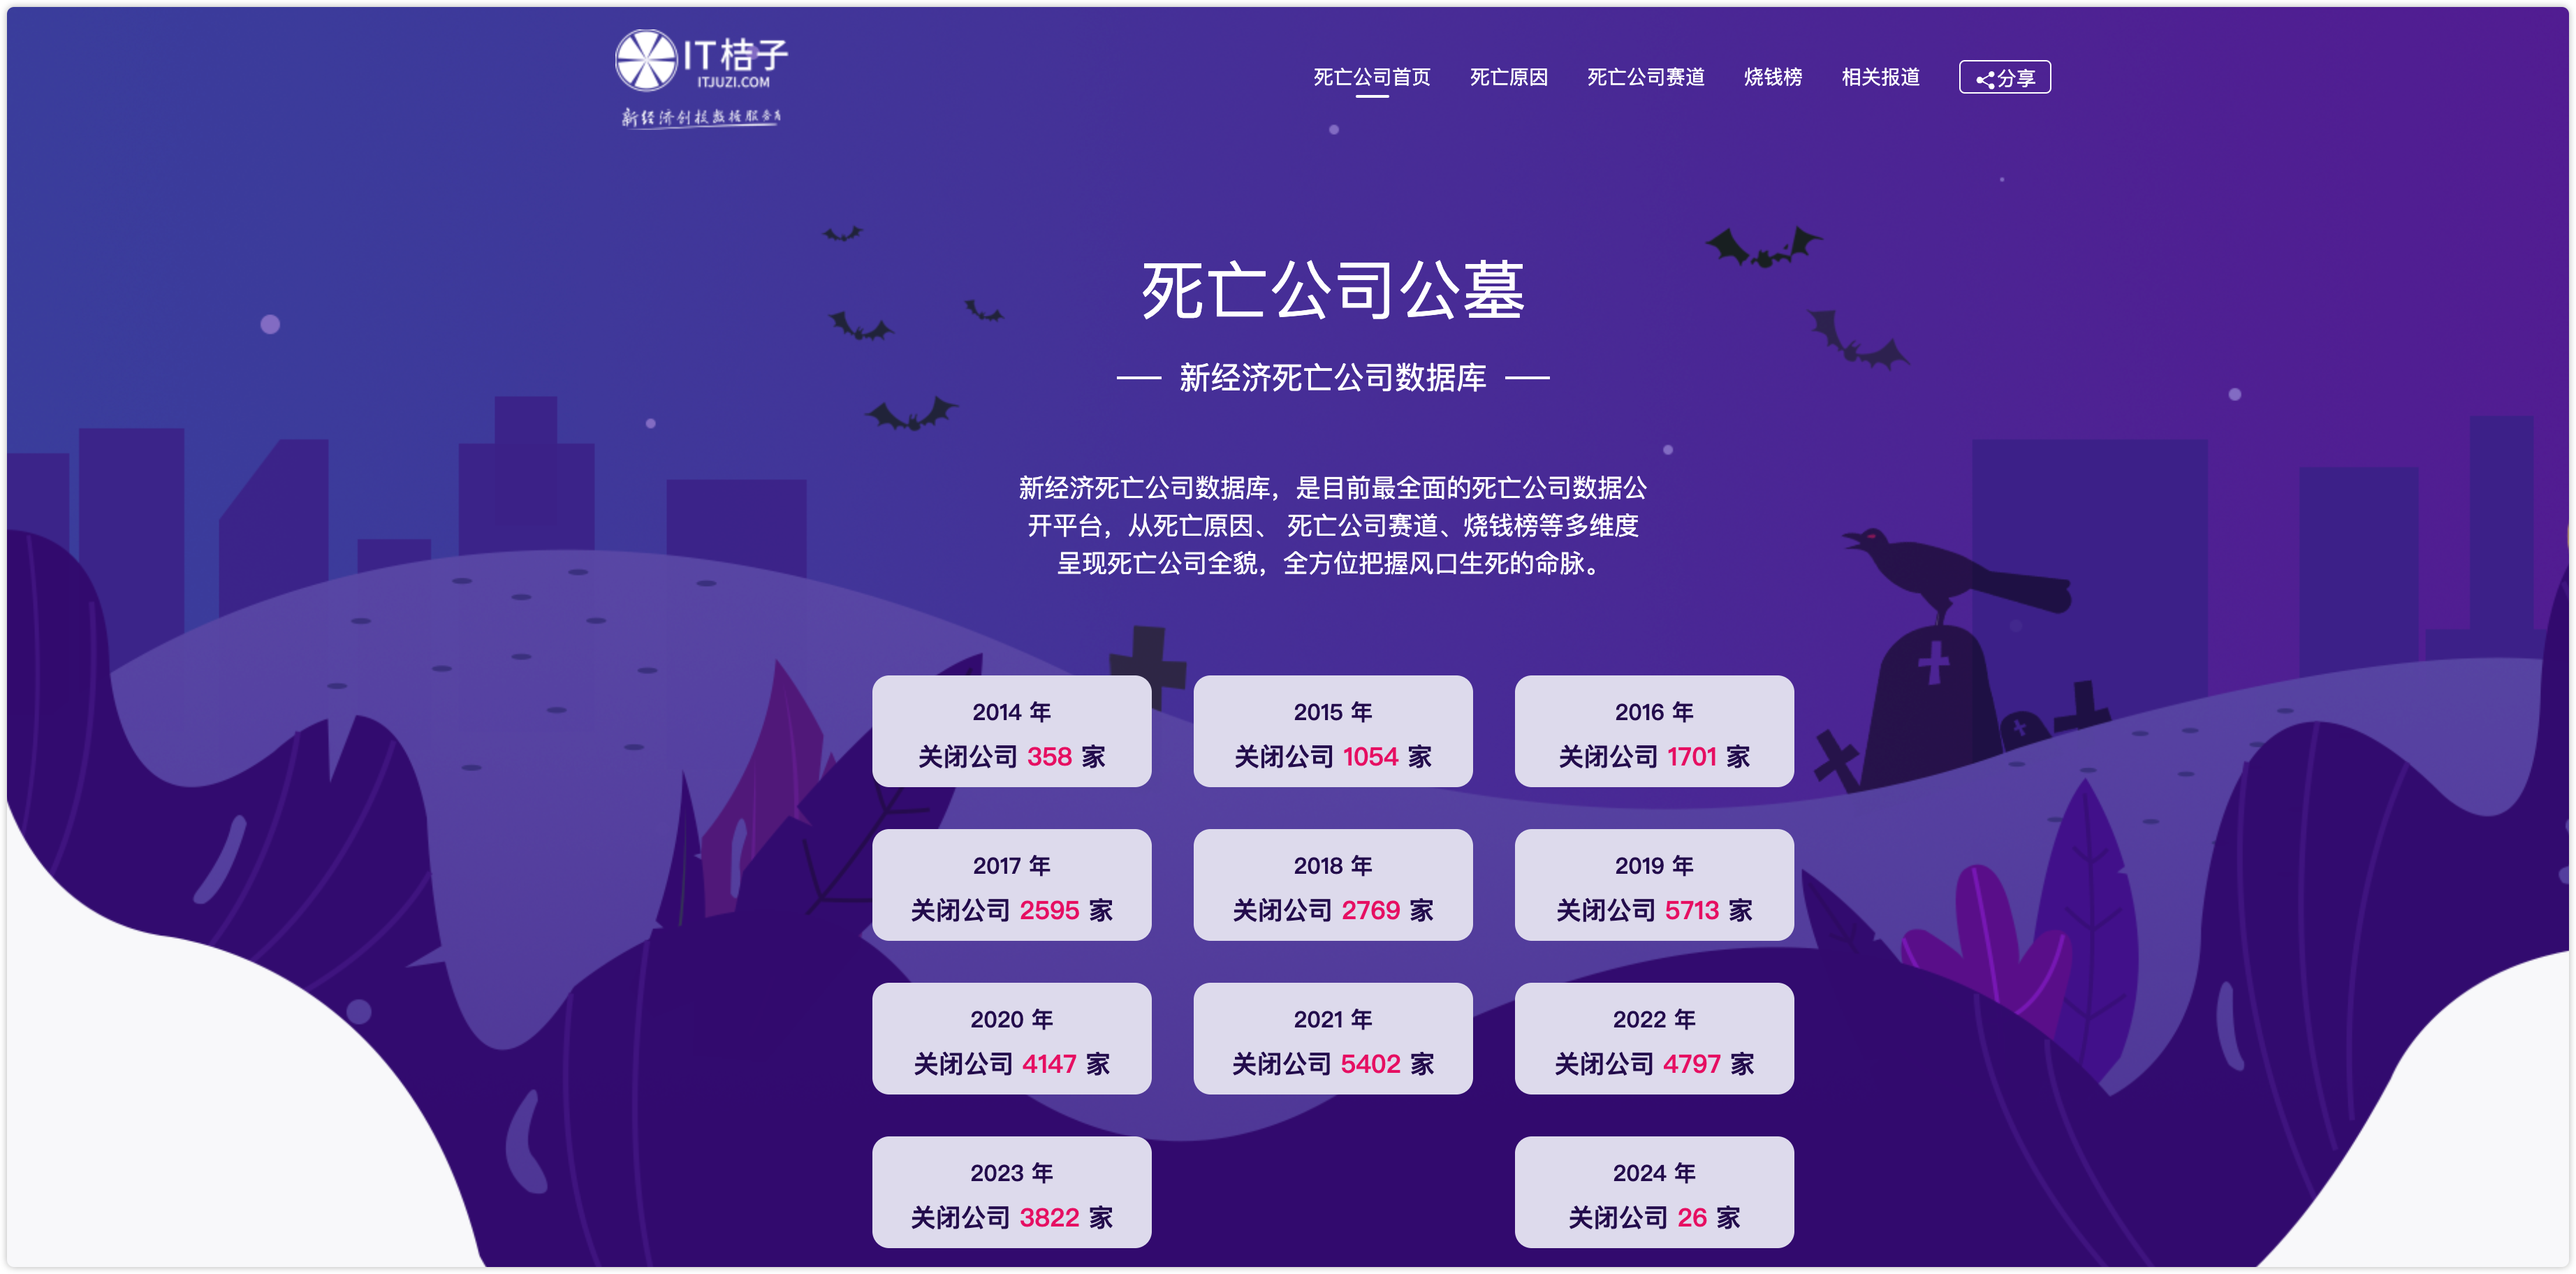 IT桔子
ITJUZI.COM
新经济创投数据服务商
死亡公司首页 死亡原因 死亡公司赛道 烧钱榜 相关报道 分享
死亡公司公墓
新经济死亡公司数据库
新经济死亡公司数据库，是目前最全面的死亡公司数据公
开平台，从死亡原因、 死亡公司赛道、烧钱榜等多维度
呈现死亡公司全貌，全方位把握风口生死的命脉。
2014 年
关闭公司 358 家
2015 年
关闭公司 1054 家
2016 年
关闭公司 1701 家
2017 年
关闭公司 2595 家
2018 年
关闭公司 2769 家
2019 年
关闭公司 5713 家
2020 年
关闭公司 4147 家
2021 年
关闭公司 5402 家
2022 年
关闭公司 4797 家
2023 年
关闭公司 3822 家
2024 年
关闭公司 26 家